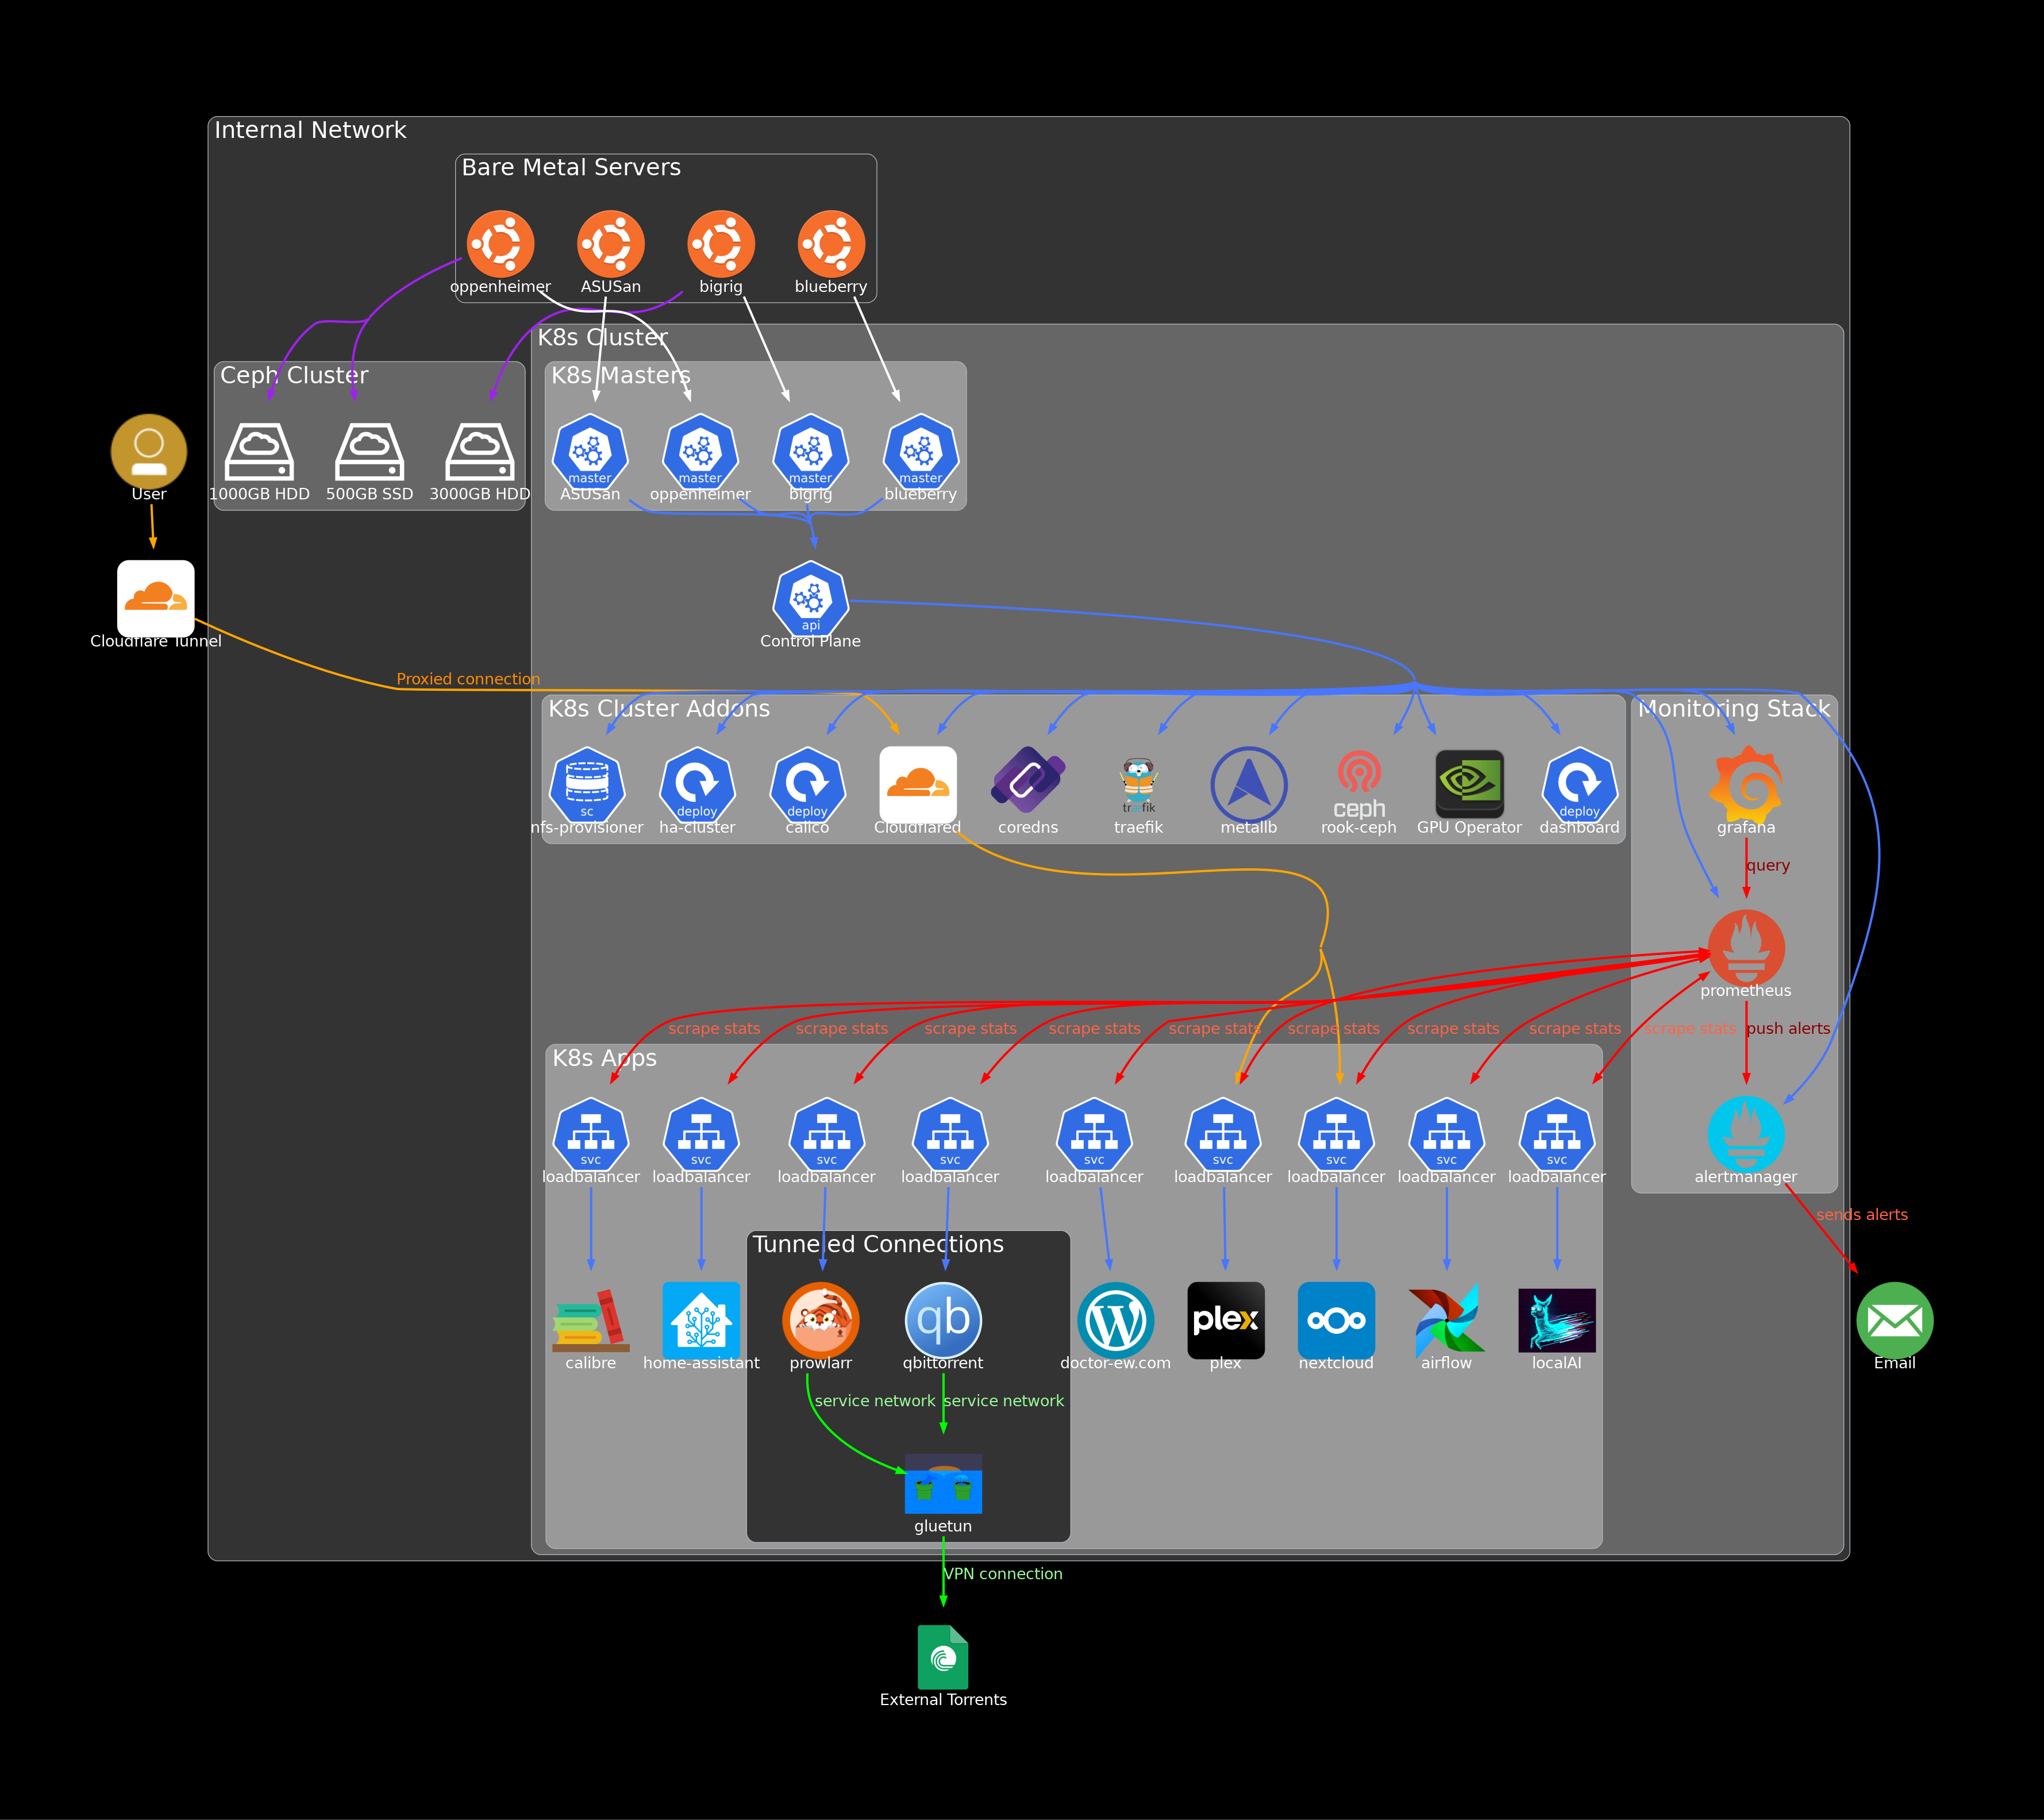 Internal Network
Bare Metal Servers
oppenheimer
ASUSan
bigrig
blueberry
K8s Cluster
Ceph Cluster
K8s Masters
master
master
master
master
User
1000GB HDD
500GB SSD
3000GB HDD
ASUSan
oppenheimer
bigrig
blueberry
api
Cloudflare Tunnel
Control Plane
Proxied connection
K8s Cluster Addons
Monitoring Stack
sc
deploy
deploy
træfik
ceph
deploy
nfs-provisioner
ha-cluster
calico
Cloudflared
coredns
traefik
metallb
rook-ceph
GPU Operator
dashboard
grafana
query
prometheus
scrape stats
scrape stats
scrape stats
scrape stats
scrape stats
scrape stats
scrape stats
scrape stats
scrape stats
push alerts
K8s Apps
svc
svc
svc
svc
svc
svc
svc
svc
svc
loadbalancer
loadbalancer
loadbalancer
loadbalancer
loadbalancer
loadbalancer
loadbalancer
loadbalancer
loadbalancer
alertmanager
sends alerts
Tunneled Connections
qb
plex
calibre
home-assistant
prowlarr
qbittorrent
doctor-ew.com
plex
nextcloud
airflow
localAI
Email
service network
service network
gluetun
VPN connection
External Torrents